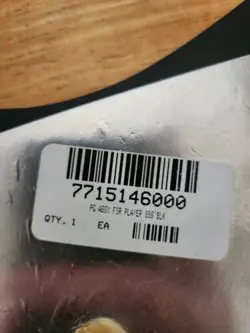 7715146000
PG ASSY FSR PLAYER SSS BLK
QTY. 1 EA